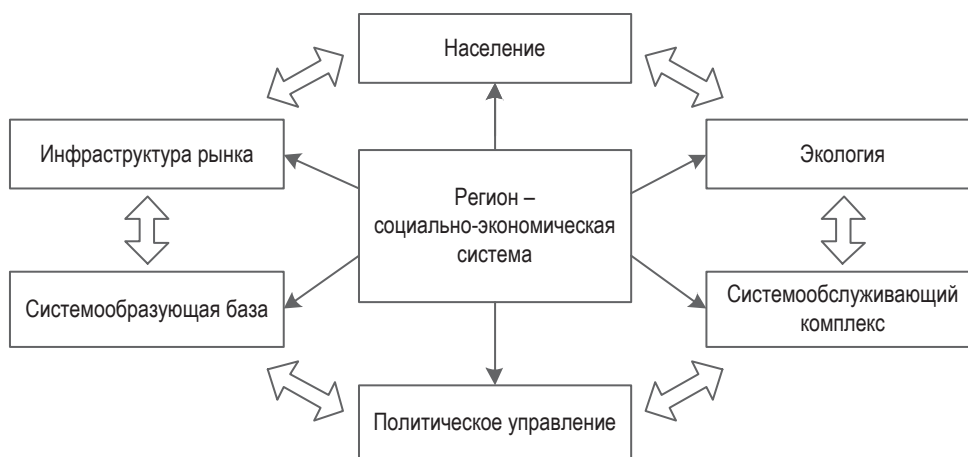 Население
Инфраструктура рынка
Экология
Регион –
социально-экономическая
система
Системообразующая база
Системообслуживающий
комплекс
Политическое управление